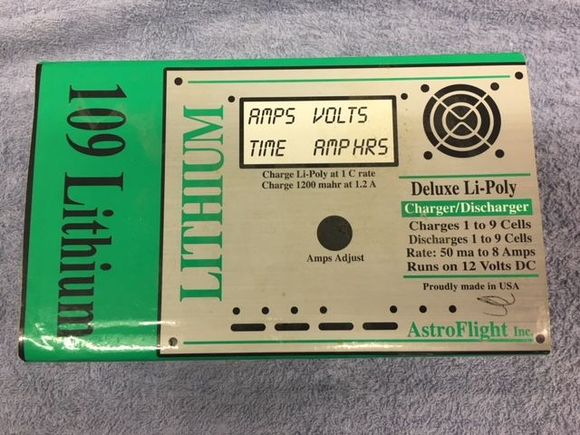 109 Lithium
LITHIUM
AMPS VOLTS
TIME AMPHRS
Charge Li-Poly at 1 C rate
Charge 1200 mahr at 1.2 A
Amps Adjust
Deluxe Li-Poly
Charger/Discharger
Charges 1 to 9 Cells
Discharges 1 to 9 Cells
Rate: 50 ma to 8 Amps
Runs on 12 Volts DC
Proudly made in USA
AstroFlight Inc.